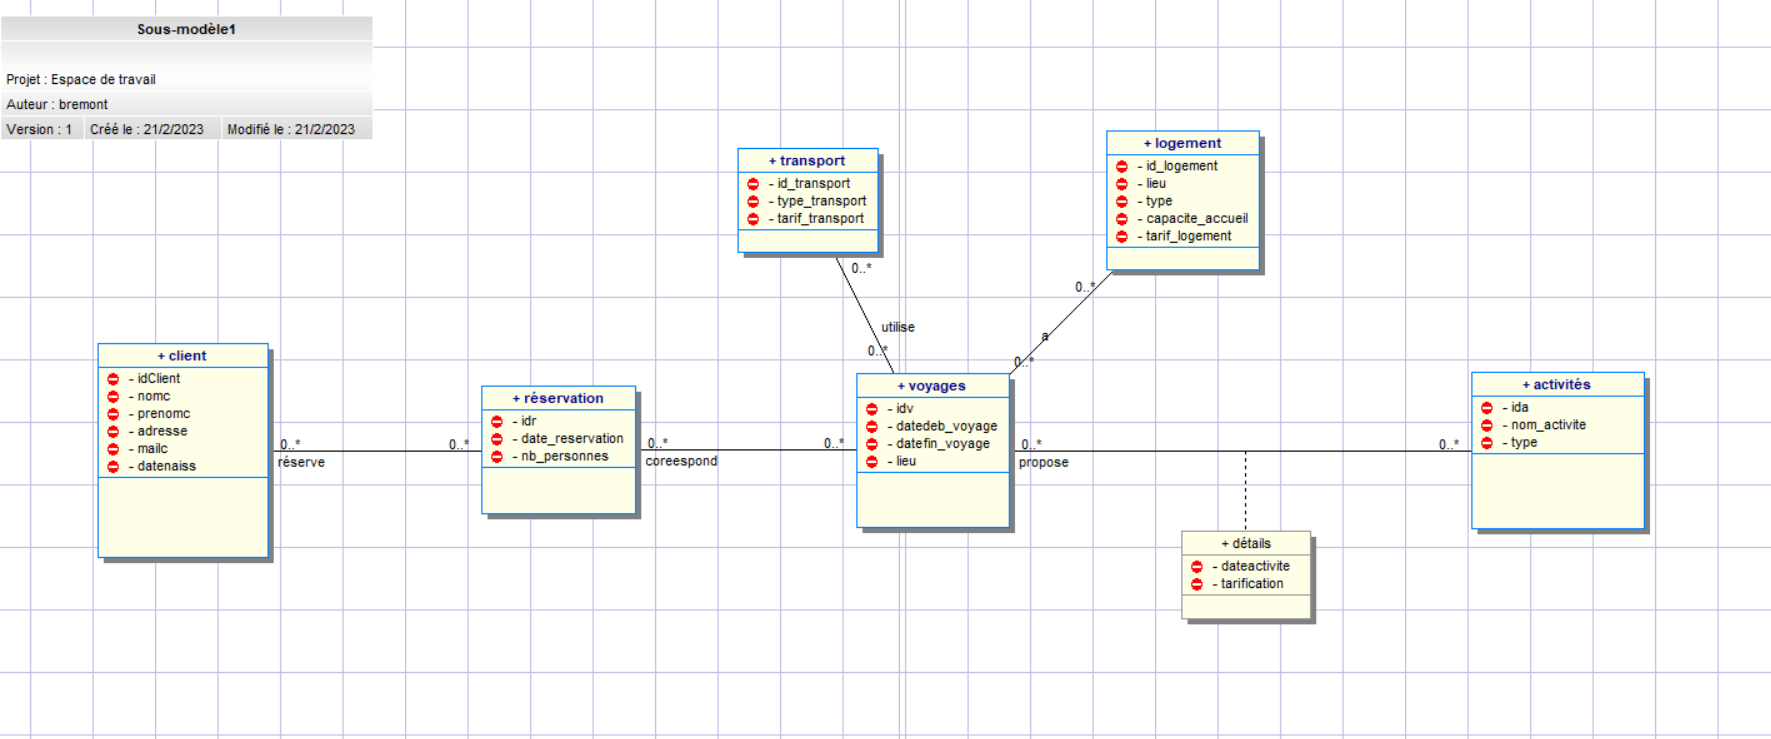 Sous-modèle1
Projet : Espace de travail
Auteur : bremont
Version : 1 Créé le : 21/2/2023 Modifié le : 21/2/2023
+ transport
- id_transport
- type_transport
- tarif_transport
+ logement
- id_logement
- lieu
- type
- capacite_accueil
- tarif_logement
0..*
utilise
0..*
0..*
a
0..*
+ client
- idClient
- nomc
- prenomc
- adresse
- mailc
- datenaiss
0..*
réserve
0..*
+ réservation
- idr
- date_reservation
- nb_personnes
0..*
coreespond
0..*
+ voyages
- idv
- datedeb_voyage
- datefin_voyage
- lieu
0..*
propose
0..*
+ activités
- ida
- nom_activite
- type
+ détails
- dateactivite
- tarification